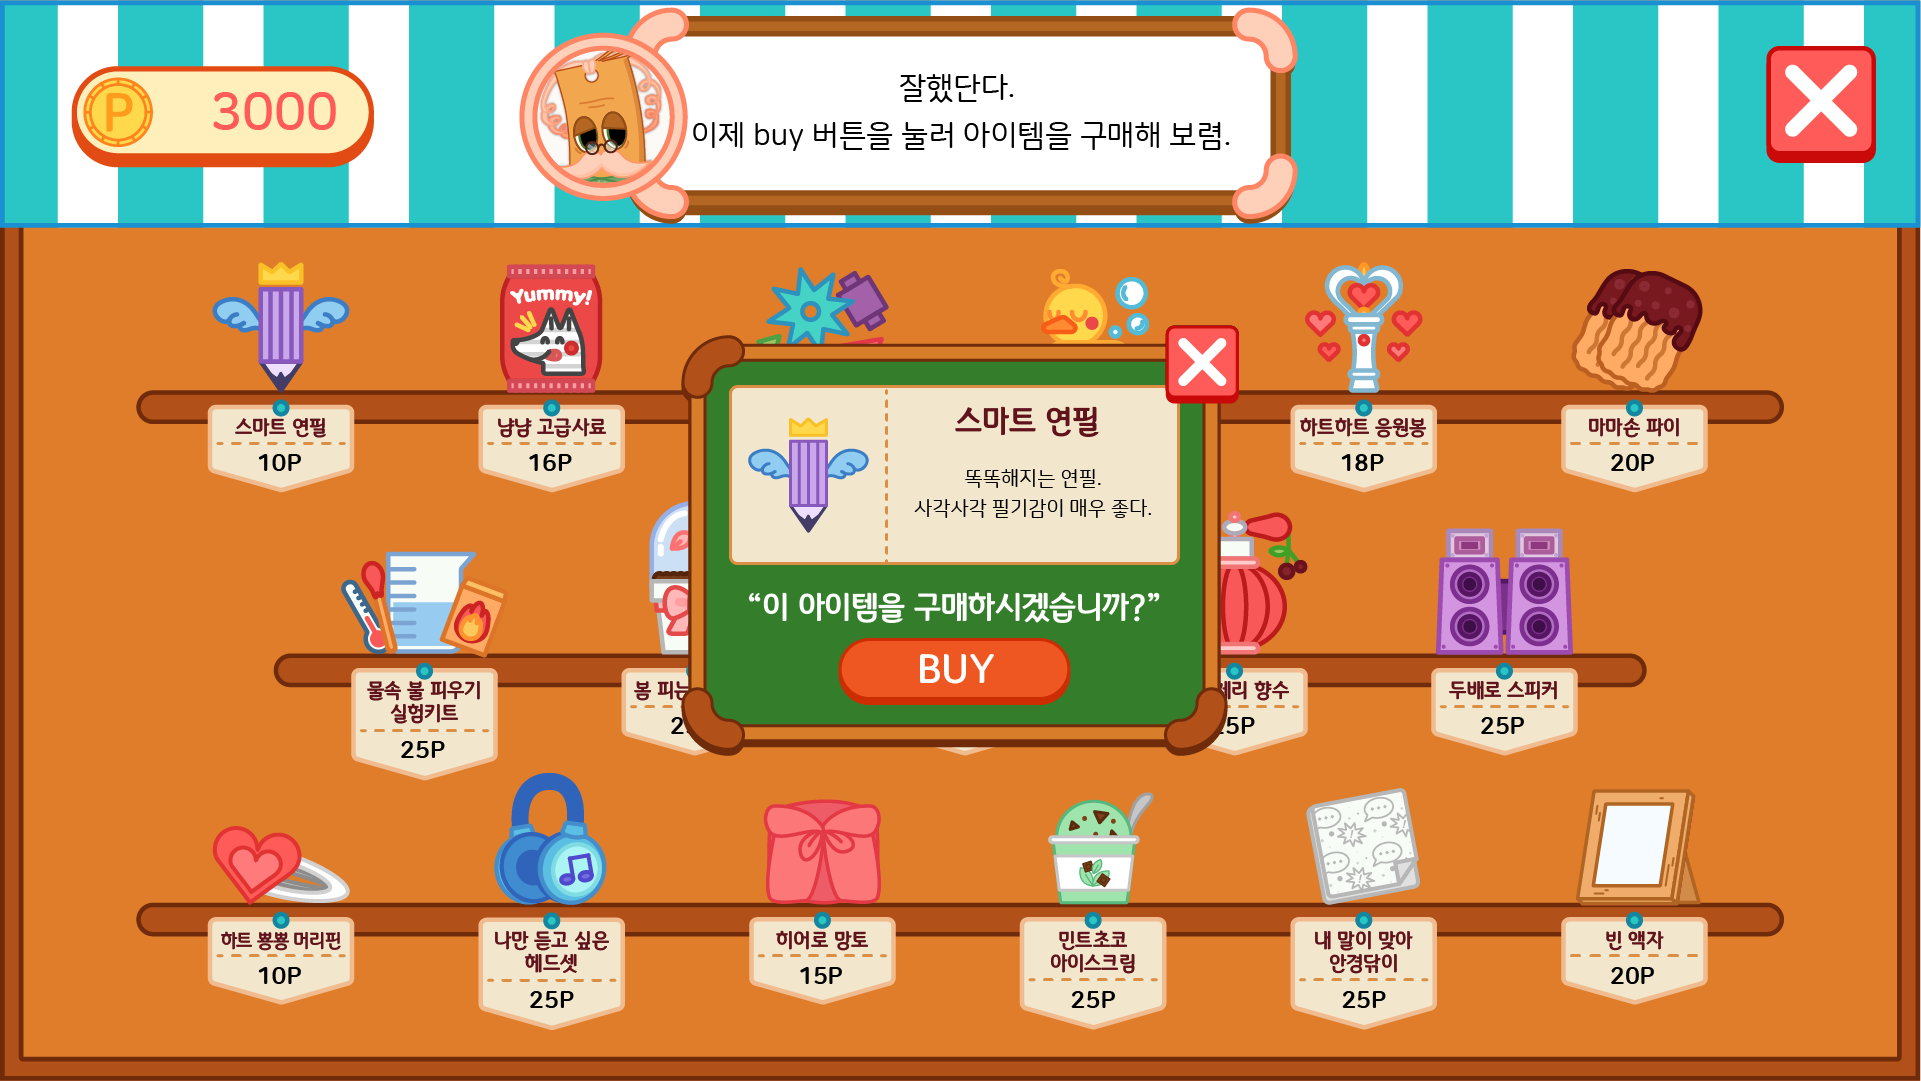 P 3000
잘했단다.
이제 buy 버튼을 눌러 아이템을 구매해 보렴.
Yummy!
스마트 연필
10P
냥냥 고급사료
16P
하트하트 응원봉
18P
마마손 파이
20P
스마트 연필
똑똑해지는 연필.
사각사각 필기감이 매우 좋다.
“이 아이템을 구매하시겠습니까?”
BUY
물속 불 피우기
실험키트
25P
봄 피는
리 향수
5P
두배로 스피커
25P
하트 뿅뿅 머리핀
10P
나만 듣고 싶은
헤드셋
25P
히어로 망토
15P
민트초코
아이스크림
25P
내 말이 맞아
안경닦이
25P
빈 액자
20P